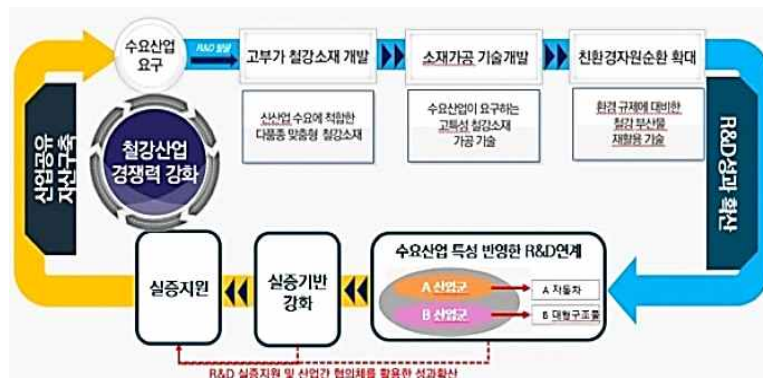 수요산업
요구
R&D 발굴
고부가 철강소재 개발
소재가공 기술개발
친환경자원순환 확대
신산업 수요에 적합한
다품종 맞춤형 철강소재
수요산업이 요구하는
고특성 철강소재
가공 기술
환경 규제에 대비한
철강 부산물
재활용 기술
산업공유
자산구축
철강산업
경쟁력 강화
R&D성과 확산
실증지원
실증기반
강화
수요산업 특성 반영한 R&D연계
A 산업군
A 자동차
B 산업군
B 대형구조물
R&D 실증지원 및 산업간 협의체를 활용한 성과확산